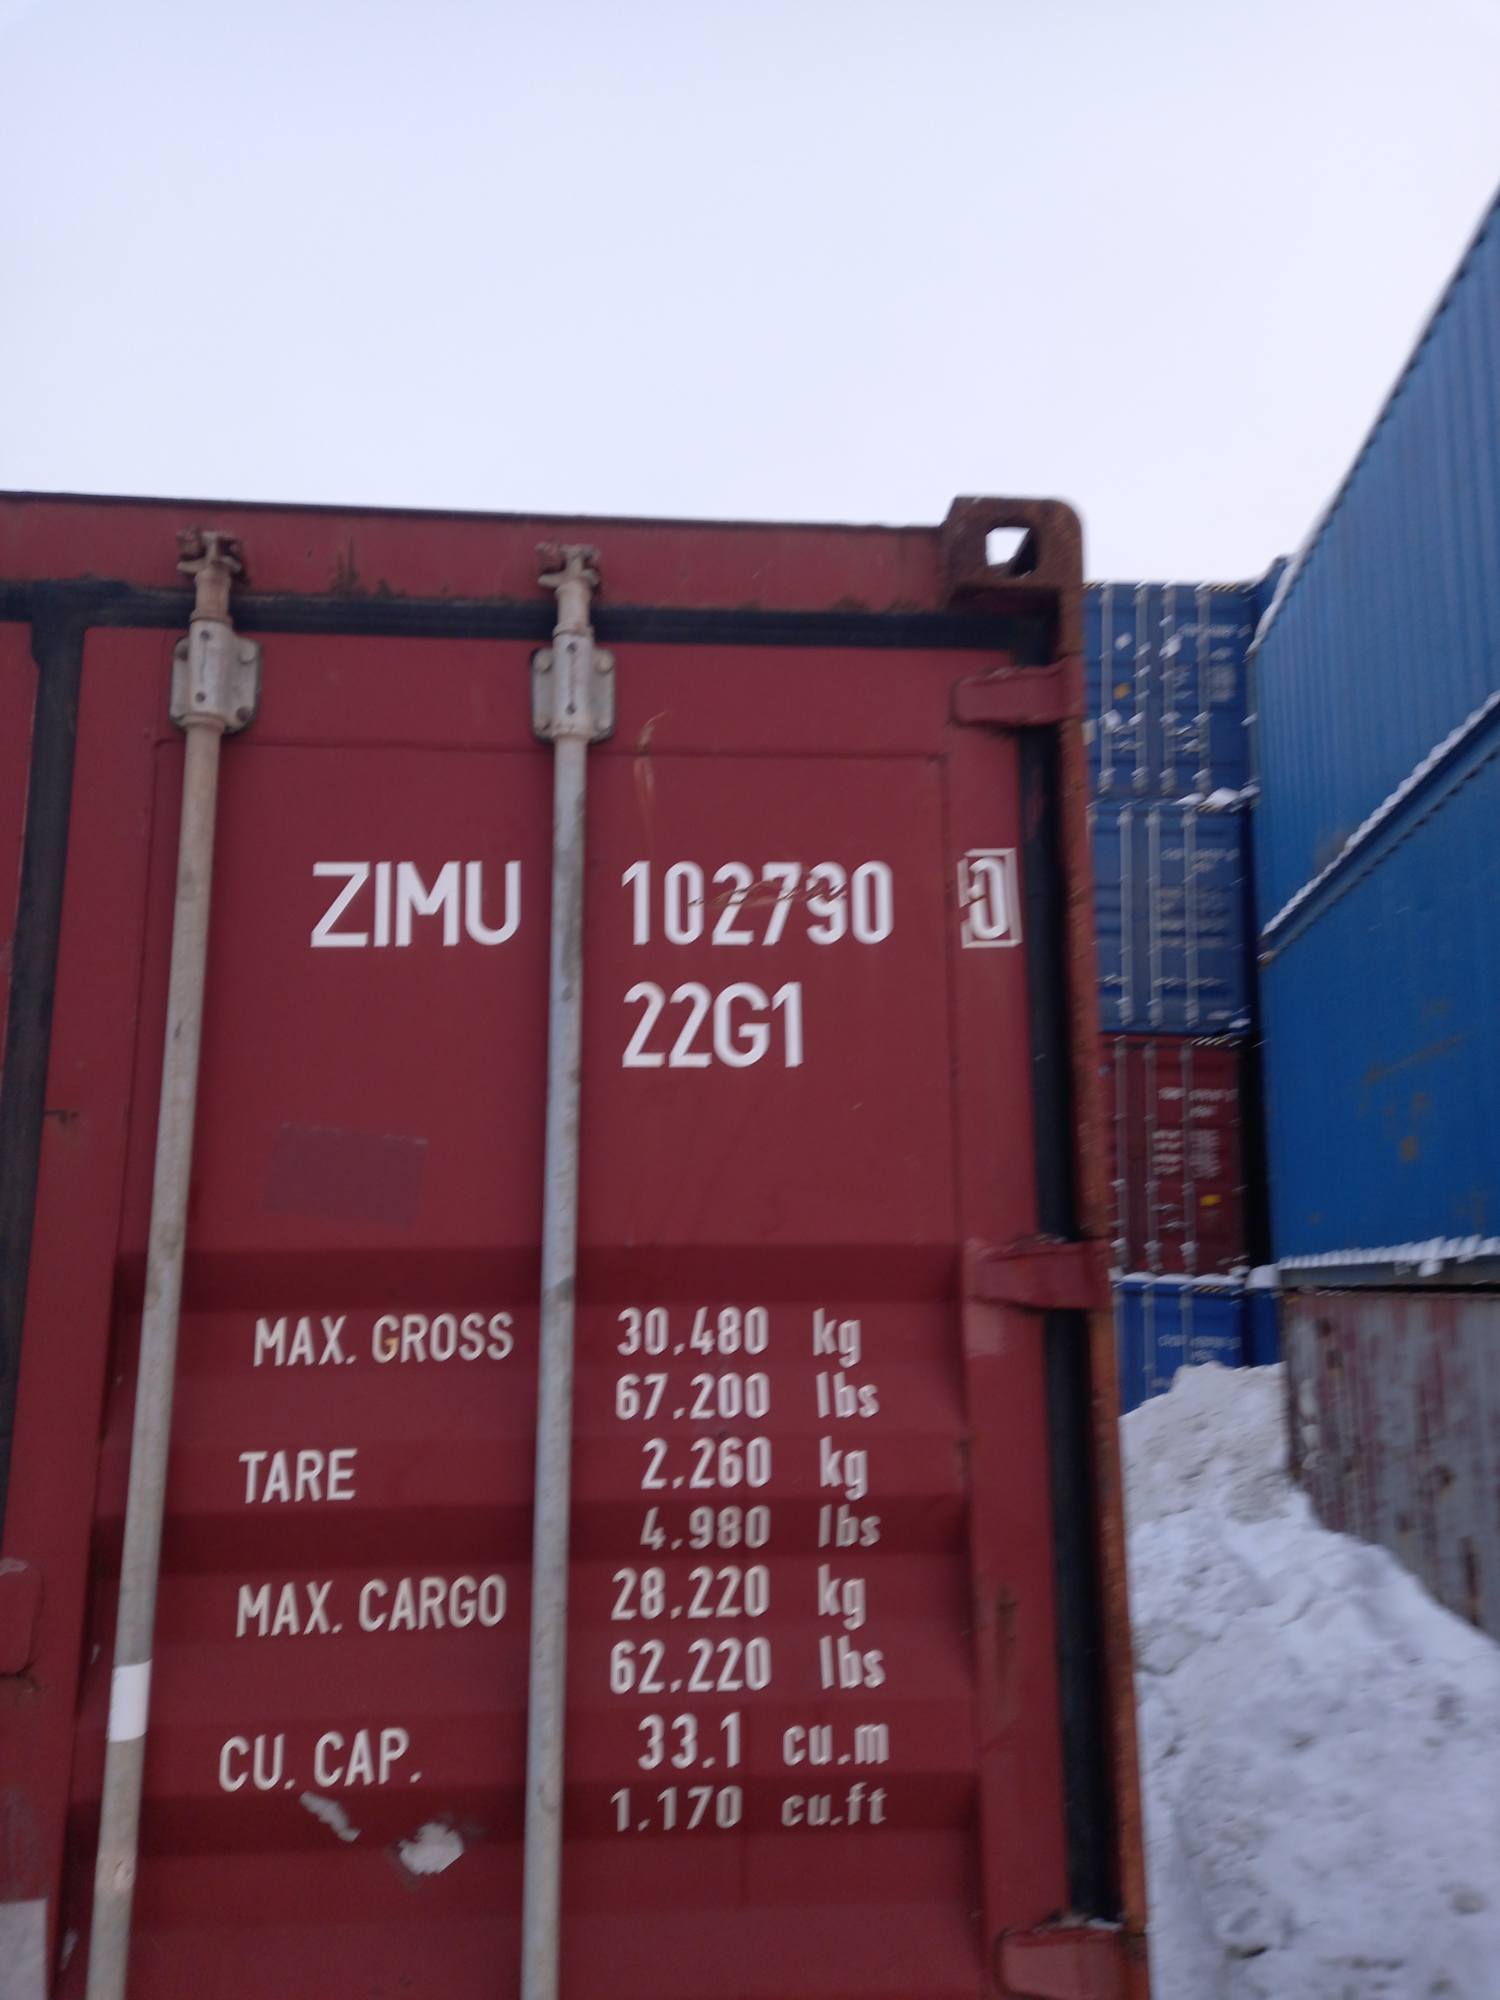 ZIMU 102790 0
22G1
MAX. GROSS 30.480 kg
67.200 lbs
TARE 2.260 kg
4.980 lbs
MAX. CARGO 28.220 kg
62.220 lbs
CU. CAP. 33.1 cu.m
1.170 cu.ft